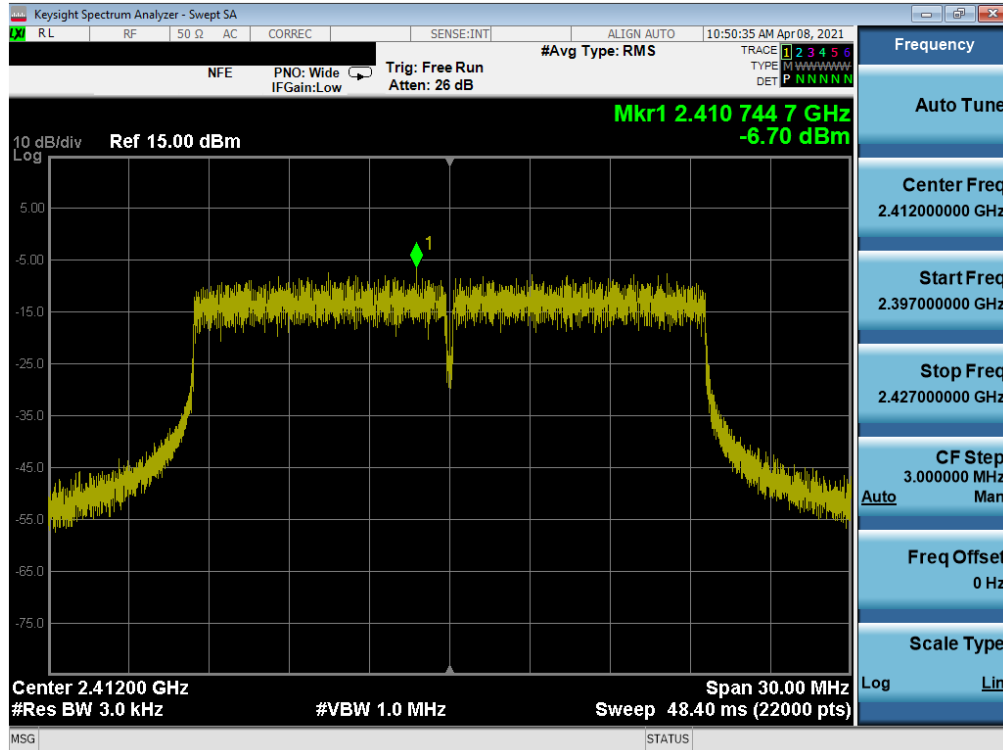 Keysight Spectrum Analyzer - Swept SA
LXI RL RF 50 Ω AC CORREC SENSE:INT ALIGN AUTO 10:50:35 AM Apr 08, 2021
#Avg Type: RMS TRACE 1 2 3 4 5 6
NFE PNO: Wide Trig: Free Run TYPE M WWWWW
IFGain:Low Atten: 26 dB DET P N N N N N
Mkr1 2.410 744 7 GHz
-6.70 dBm
10 dB/div Ref 15.00 dBm
Log
5.00
-5.00
1
-15.0
-25.0
-35.0
-45.0
-55.0
-65.0
-75.0
Center 2.41200 GHz Span 30.00 MHz
#Res BW 3.0 kHz #VBW 1.0 MHz Sweep 48.40 ms (22000 pts)
MSG STATUS
Frequency
Auto Tune
Center Freq
2.412000000 GHz
Start Freq
2.397000000 GHz
Stop Freq
2.427000000 GHz
CF Step
3.000000 MHz
Auto Man
Freq Offset
0 Hz
Scale Type
Log Lin